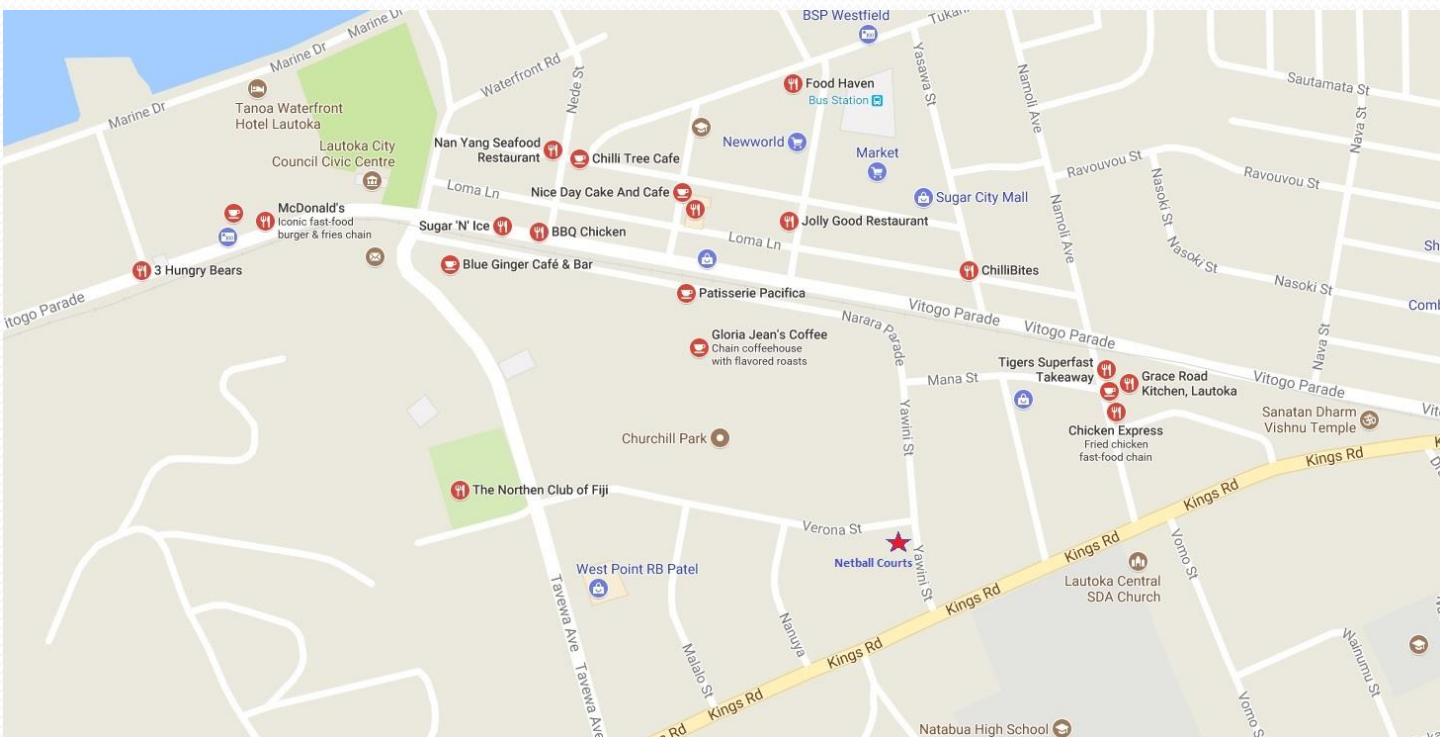 BSP Westfield
Tukan
Marine Dr
Marine Dr
Marine Dr
Waterfront Rd
Nede St
Yasawa St
Namoli Ave
Sautamata St
Nava St
Food Haven
Bus Station
Tanoa Waterfront
Hotel Lautoka
Lautoka City
Council Civic Centre
Nan Yang Seafood
Restaurant
Chilli Tree Cafe
Newworld
Market
Ravouvou St
Ravouvou St
Loma Ln
Nice Day Cake And Cafe
Sugar City Mall
Nasoki St
Namoli Ave
McDonald's
Iconic fast-food
burger & fries chain
Sugar 'N' Ice
BBQ Chicken
Jolly Good Restaurant
Loma Ln
Nasoki St
Sh
3 Hungry Bears
Blue Ginger Café & Bar
ChilliBites
Nasoki St
itogo Parade
Patisserie Pacifica
Vitogo Parade
Comb
Narara Parade
Vitogo Parade
Nava St
Gloria Jean's Coffee
Chain coffeehouse
with flavored roasts
Mana St
Tigers Superfast
Takeaway
Grace Road
Kitchen, Lautoka
Vitogo Parade
Vit
Yawini St
Chicken Express
Fried chicken
fast-food chain
Sanatan Dharm
Vishnu Temple
Churchill Park
Kings Rd
K
The Northen Club of Fiji
Kings Rd
Verona St
Netball Courts
Yawini St
Kings Rd
Vomo St
West Point RB Patel
Lautoka Central
SDA Church
Kings Rd
Tavewa Ave
Malalo St
Nanuya
Kings Rd
Wainumu St
Tavewa Ave
Kings Rd
Rd
Vomo S
Natabua High School